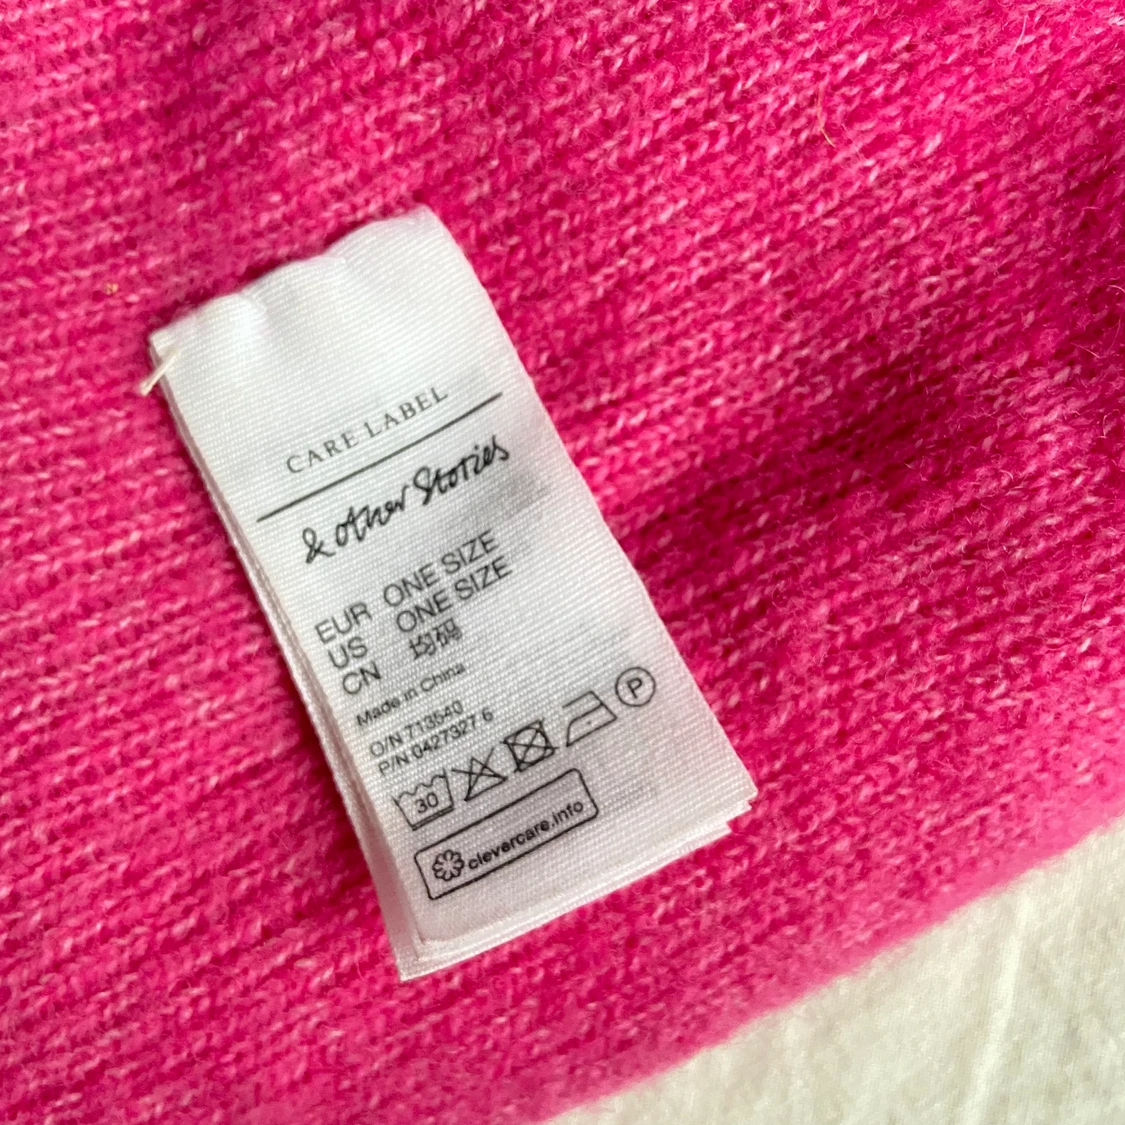 CARE LABEL
& other Stories
EUR ONE SIZE
US ONE SIZE
CN 均码
Made in China
O/N 713540
P/N 0427327 6
30
P
clevercare.info